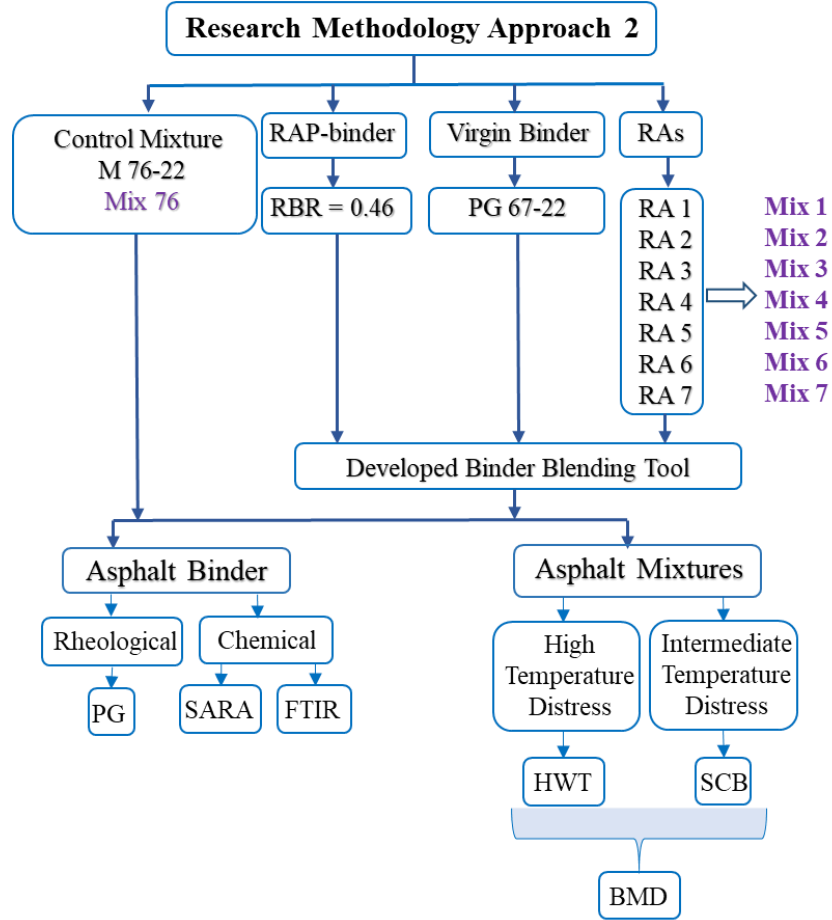 Research Methodology Approach 2
Control Mixture
M 76-22
Mix 76
RAP-binder
Virgin Binder
RAs
RBR = 0.46
PG 67-22
RA 1
RA 2
RA 3
RA 4
RA 5
RA 6
RA 7
Mix 1
Mix 2
Mix 3
Mix 4
Mix 5
Mix 6
Mix 7
Developed Binder Blending Tool
Asphalt Binder
Asphalt Mixtures
Rheological
Chemical
High
Temperature
Distress
Intermediate
Temperature
Distress
PG
SARA
FTIR
HWT
SCB
BMD